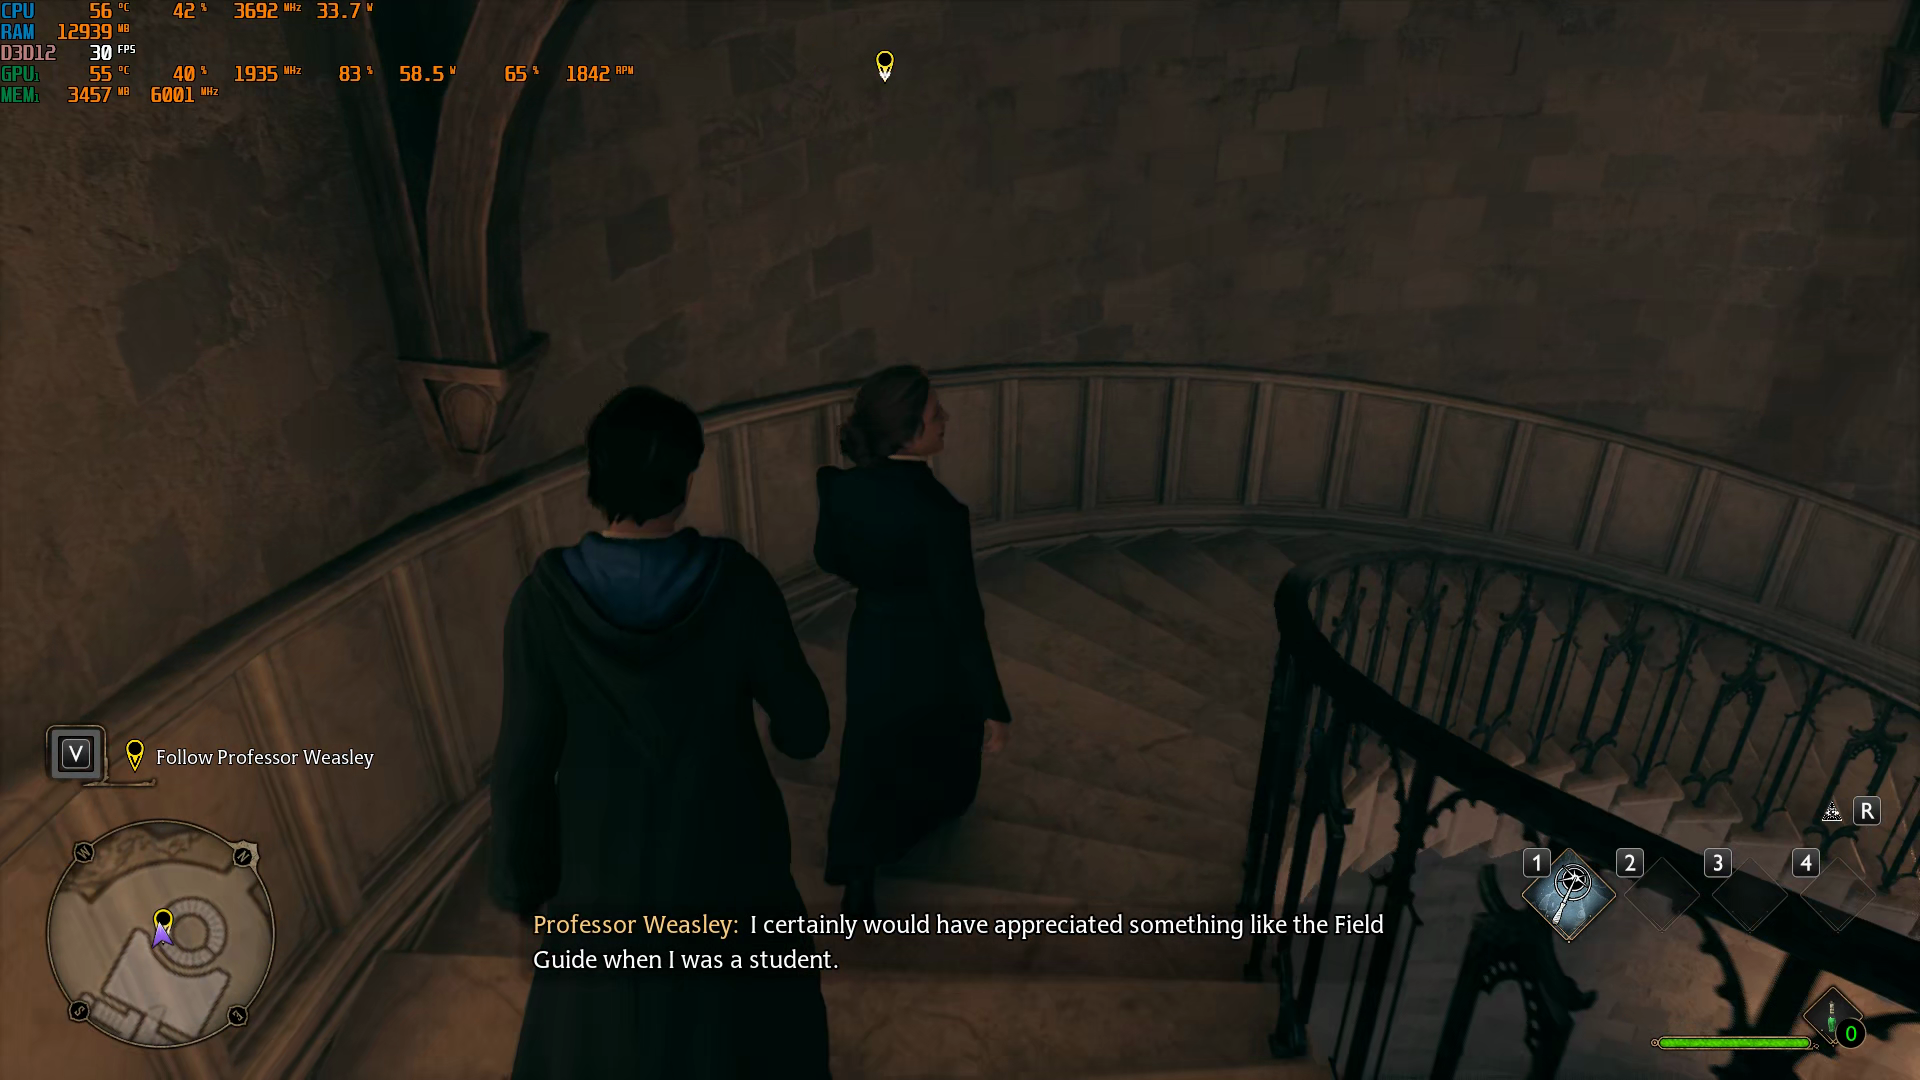 CPU 56 °C 42 % 3692 MHz 33.7 W
RAM 12939 MB
D3D12 30 FPS
GPU1 55 °C 40 % 1935 MHz 83 % 58.5 W 65 % 1842 RPM
MEM1 3457 MB 6001 MHz
V Follow Professor Weasley
R
1 2 3 4
W N
S E
Professor Weasley: I certainly would have appreciated something like the Field
Guide when I was a student.
0